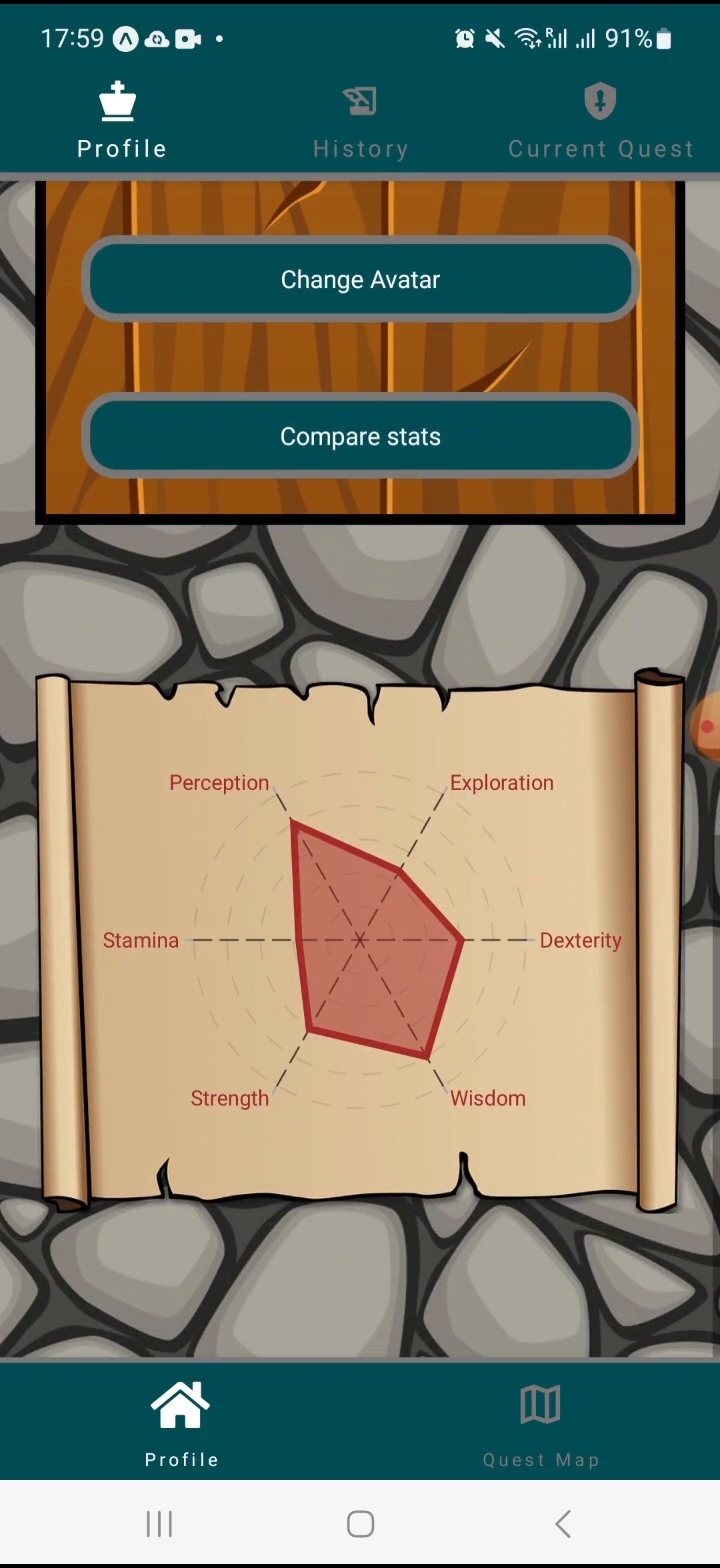 17:59 91%
Profile History Current Quest
Change Avatar
Compare stats
Perception Exploration
Stamina Dexterity
Strength Wisdom
Profile Quest Map